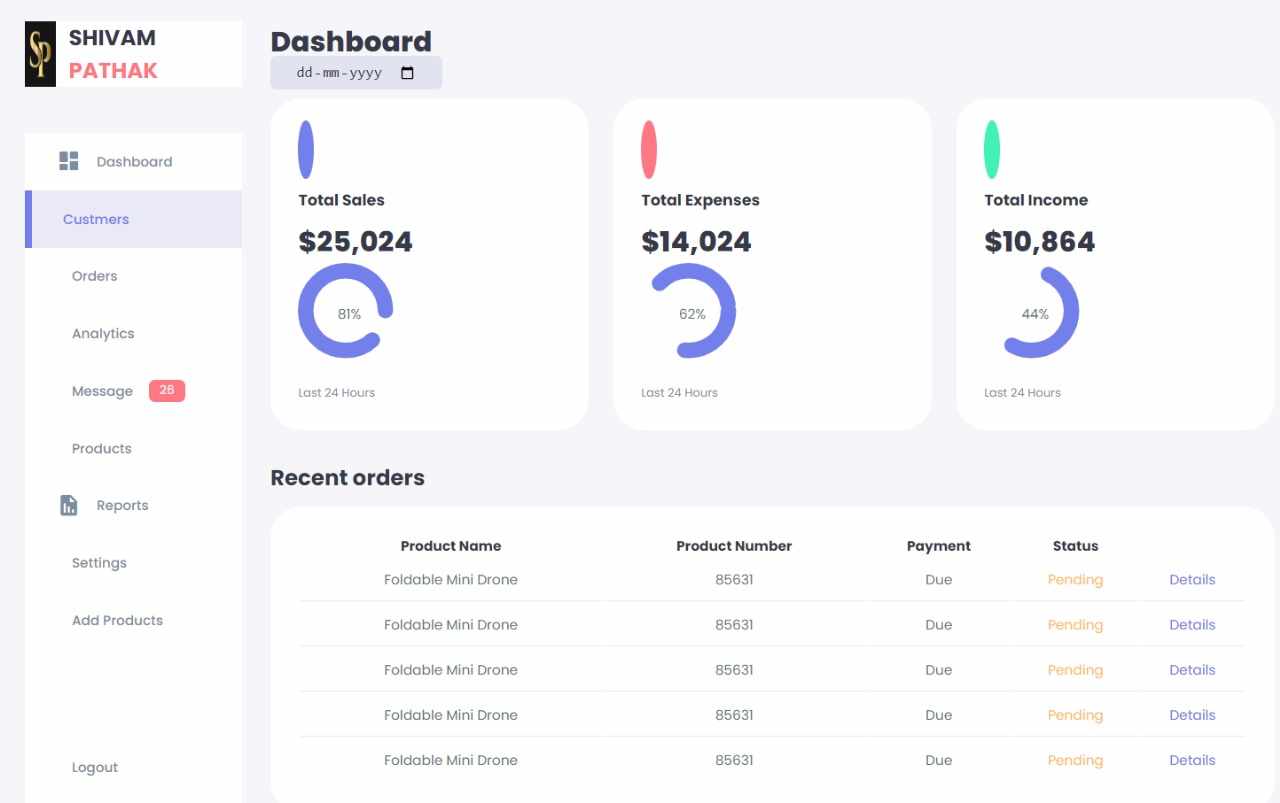 SHIVAM
PATHAK
Dashboard
Custmers
Orders
Analytics
Message 26
Products
Reports
Settings
Add Products
Logout
Dashboard
dd-mm-yyyy
Total Sales
$25,024
81%
Last 24 Hours
Total Expenses
$14,024
62%
Last 24 Hours
Total Income
$10,864
44%
Last 24 Hours
Recent orders
Product Name Product Number Payment Status
Foldable Mini Drone 85631 Due Pending Details
Foldable Mini Drone 85631 Due Pending Details
Foldable Mini Drone 85631 Due Pending Details
Foldable Mini Drone 85631 Due Pending Details
Foldable Mini Drone 85631 Due Pending Details